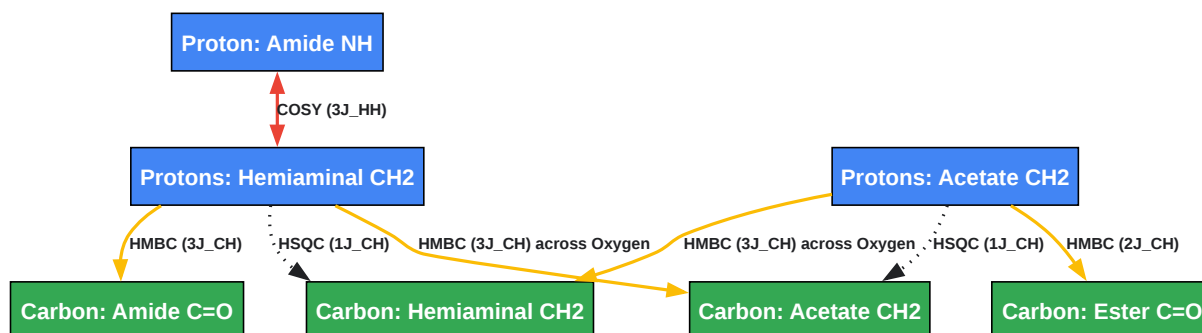 Proton: Amide NH
COSY (3J_HH)
Protons: Hemiaminal CH2
Protons: Acetate CH2
HMBC (3J_CH)
HSQC (1J_CH)
HMBC (3J_CH) across Oxygen
HMBC (3J_CH) across Oxygen
HSQC (1J_CH)
HMBC (2J_CH)
Carbon: Amide C=O
Carbon: Hemiaminal CH2
Carbon: Acetate CH2
Carbon: Ester C=O